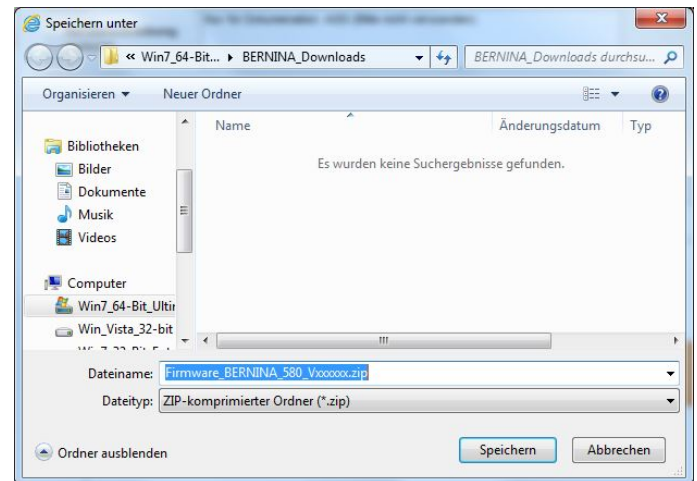 Speichern unter
« Win7_64-Bit... ▸ BERNINA_Downloads
BERNINA_Downloads durchsu...
Organisieren
Neuer Ordner
Name
Änderungsdatum
Typ
Es wurden keine Suchergebnisse gefunden.
Bibliotheken
Bilder
Dokumente
Musik
Videos
Computer
Win7_64-Bit_Ultir
Win_Vista_32-bit
Dateiname: Firmware_BERNINA_580_Vxxxxxx.zip
Dateityp: ZIP-komprimierter Ordner (*.zip)
Ordner ausblenden
Speichern
Abbrechen